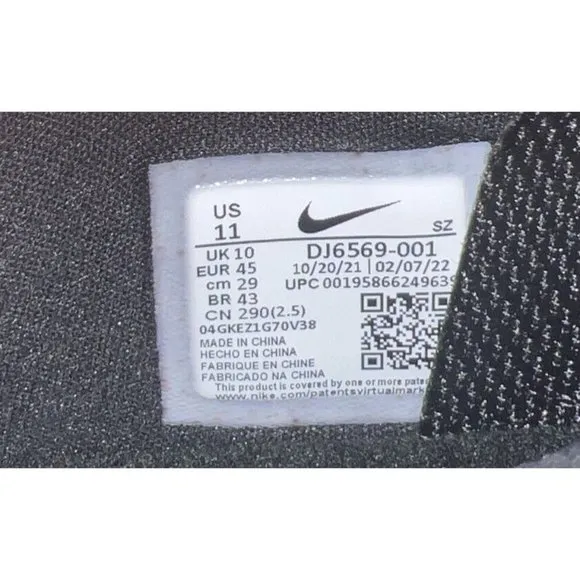 US
11
SZ
UK 10
DJ6569-001
EUR 45
10/20/21 | 02/07/22
cm 29
UPC 00195866249639
BR 43
CN 290(2.5)
04GKEZ1G70V38
MADE IN CHINA
HECHO EN CHINA
FABRIQUE EN CHINE
FABRICADO NA CHINA
This product is covered by one or more
www.nike.com/patentsvirtualmark